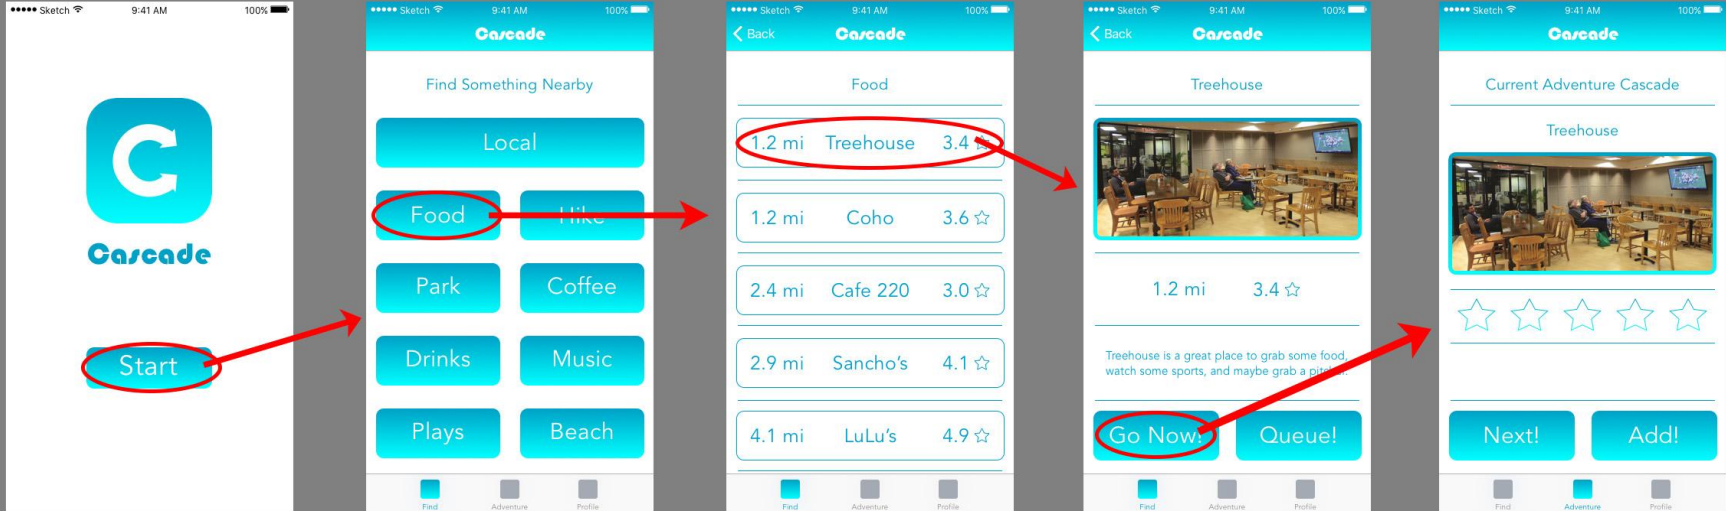 Sketch 9:41 AM 100%
Cascade
Start
Sketch 9:41 AM 100%
Cascade
Find Something Nearby
Local
Food Hike
Park Coffee
Drinks Music
Plays Beach
Find Adventure Profile
Sketch 9:41 AM 100%
Back Cascade
Food
1.2 mi Treehouse 3.4
1.2 mi Coho 3.6
2.4 mi Cafe 220 3.0
2.9 mi Sancho's 4.1
4.1 mi LuLu's 4.9
Find Adventure Profile
Sketch 9:41 AM 100%
Back Cascade
Treehouse
1.2 mi 3.4
Treehouse is a great place to grab some food,
watch some sports, and maybe grab a pitcher.
Go Now! Queue!
Find Adventure Profile
Sketch 9:41 AM 100%
Cascade
Current Adventure Cascade
Treehouse
Next! Add!
Find Adventure Profile